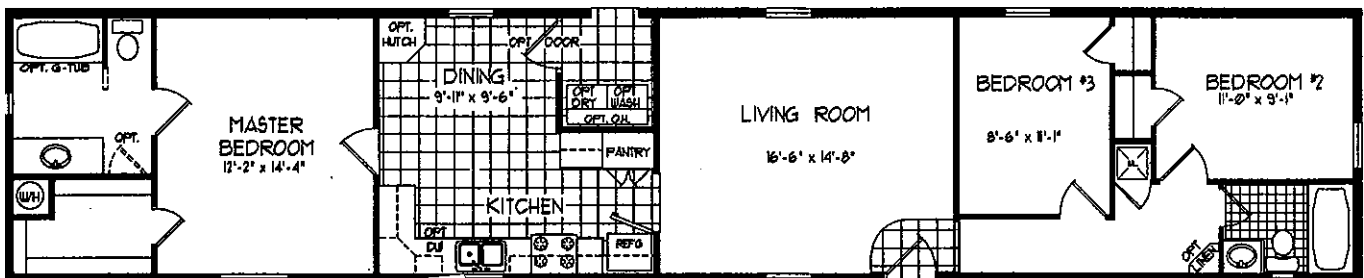 OPT. G-TUB
OPT.
W/H
MASTER
BEDROOM
12'-2" x 14'-4"
OPT.
HUTCH
OPT DOOR
DINING
9'-11" x 9'-6"
OPT DRY
OPT WASH
OPT. O.H.
PANTRY
KITCHEN
OPT
D/W
REFG
LIVING ROOM
16'-6" x 14'-8"
BEDROOM #3
8'-6" x 11'-1"
BEDROOM #2
11'-0" x 9'-1"
OPT
LINEN